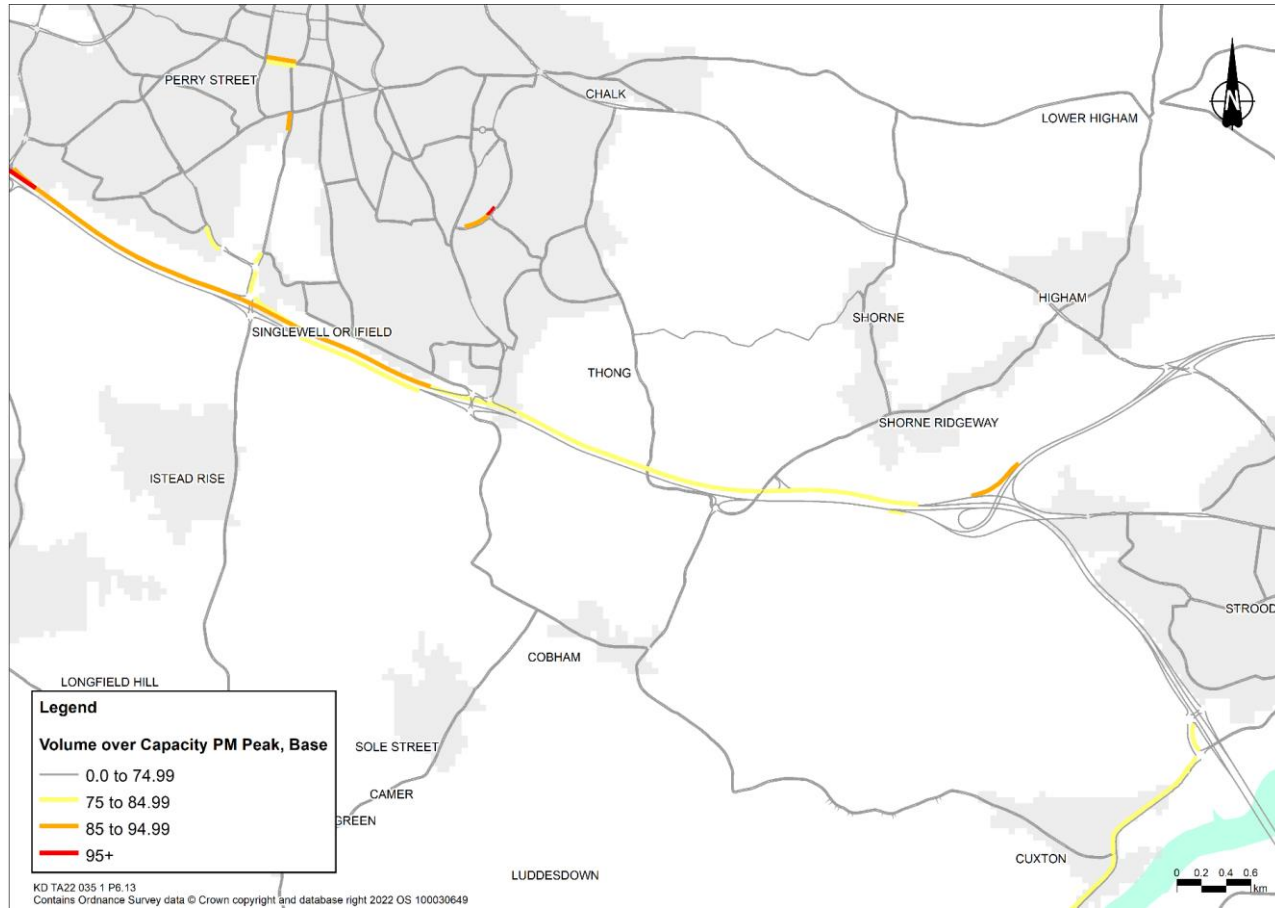 PERRY STREET
CHALK
N
LOWER HIGHAM
HIGHAM
SHORNE
SINGLEWELL OR IFIELD
THONG
SHORNE RIDGEWAY
ISTEAD RISE
STROOD
COBHAM
LONGFIELD HILL
SOLE STREET
CAMER
GREEN
CUXTON
LUDDESDOWN
Legend
Volume over Capacity PM Peak, Base
0.0 to 74.99
75 to 84.99
85 to 94.99
95+
0 0.2 0.4 0.6
km
KD TA22 035 1 P6.13
Contains Ordnance Survey data © Crown copyright and database right 2022 OS 100030649